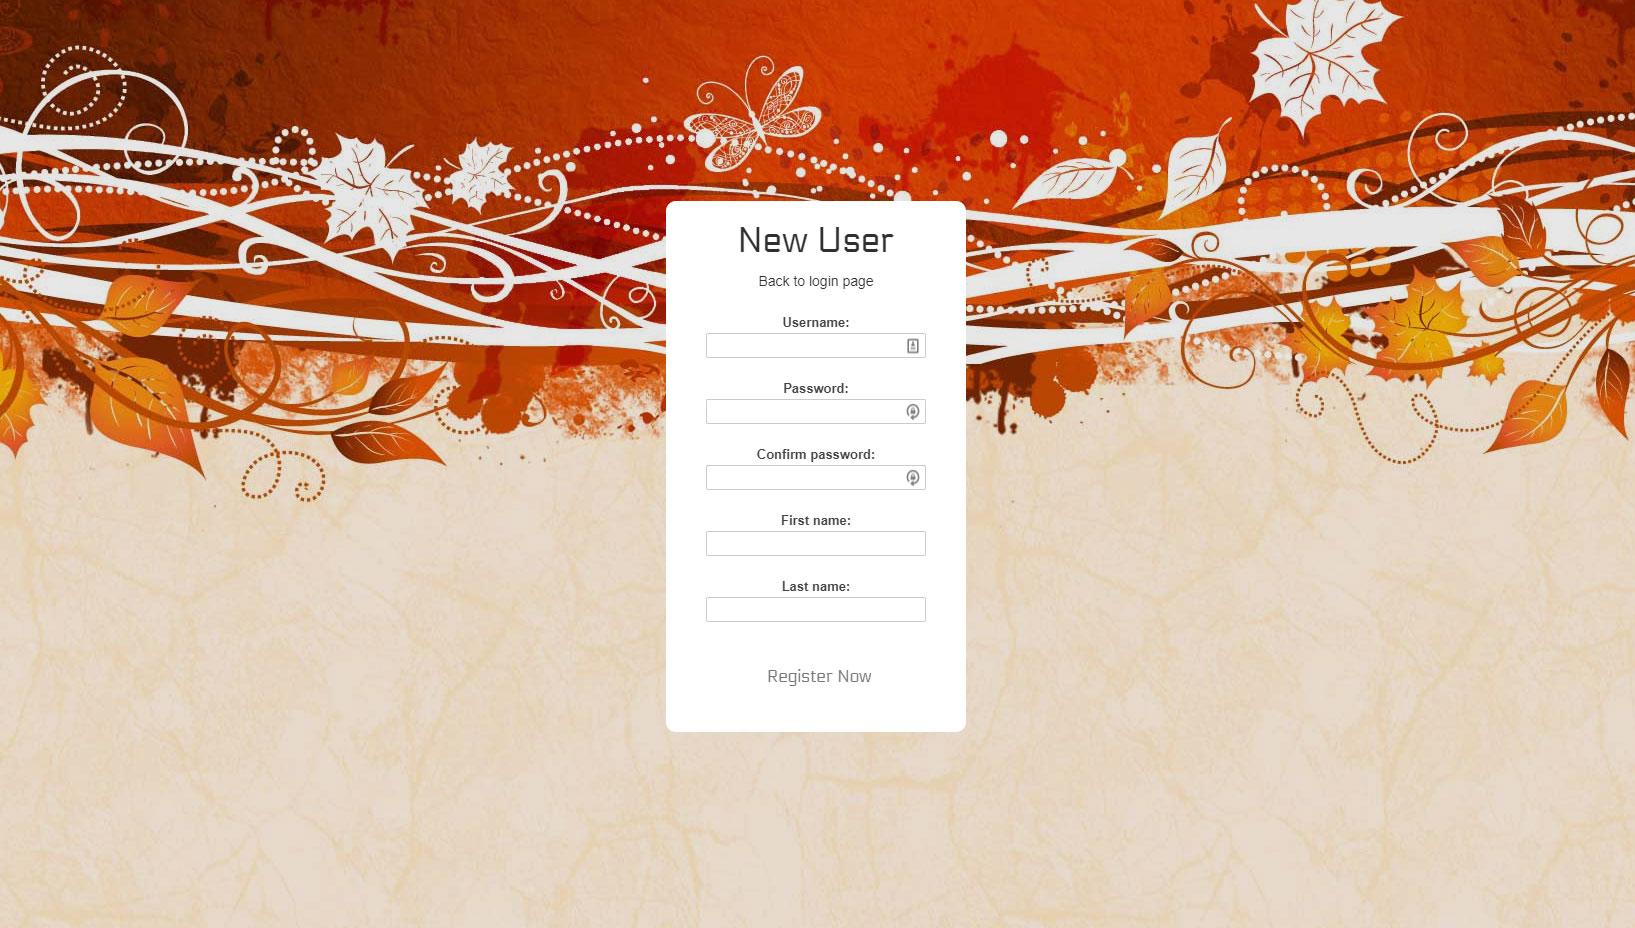 New User
Back to login page
Username:
Password:
Confirm password:
First name:
Last name:
Register Now